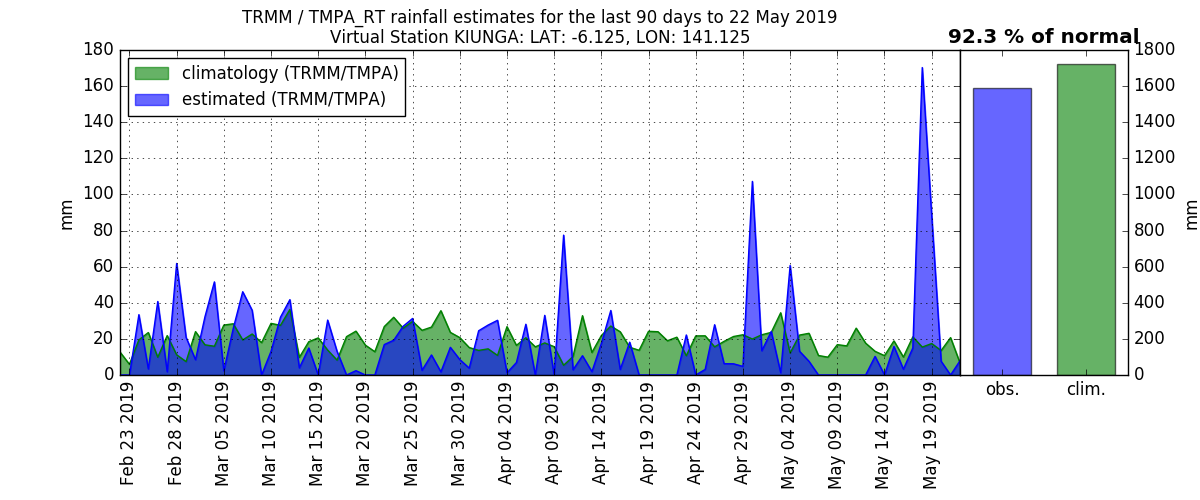 TRMM / TMPA_RT rainfall estimates for the last 90 days to 22 May 2019
Virtual Station KIUNGA: LAT: -6.125, LON: 141.125
92.3 % of normal
climatology (TRMM/TMPA)
estimated (TRMM/TMPA)
mm
180
160
140
120
100
80
60
40
20
0
Feb 23 2019
Feb 28 2019
Mar 05 2019
Mar 10 2019
Mar 15 2019
Mar 20 2019
Mar 25 2019
Mar 30 2019
Apr 04 2019
Apr 09 2019
Apr 14 2019
Apr 19 2019
Apr 24 2019
Apr 29 2019
May 04 2019
May 09 2019
May 14 2019
May 19 2019
obs.
clim.
1800
1600
1400
1200
1000
800
600
400
200
0
mm